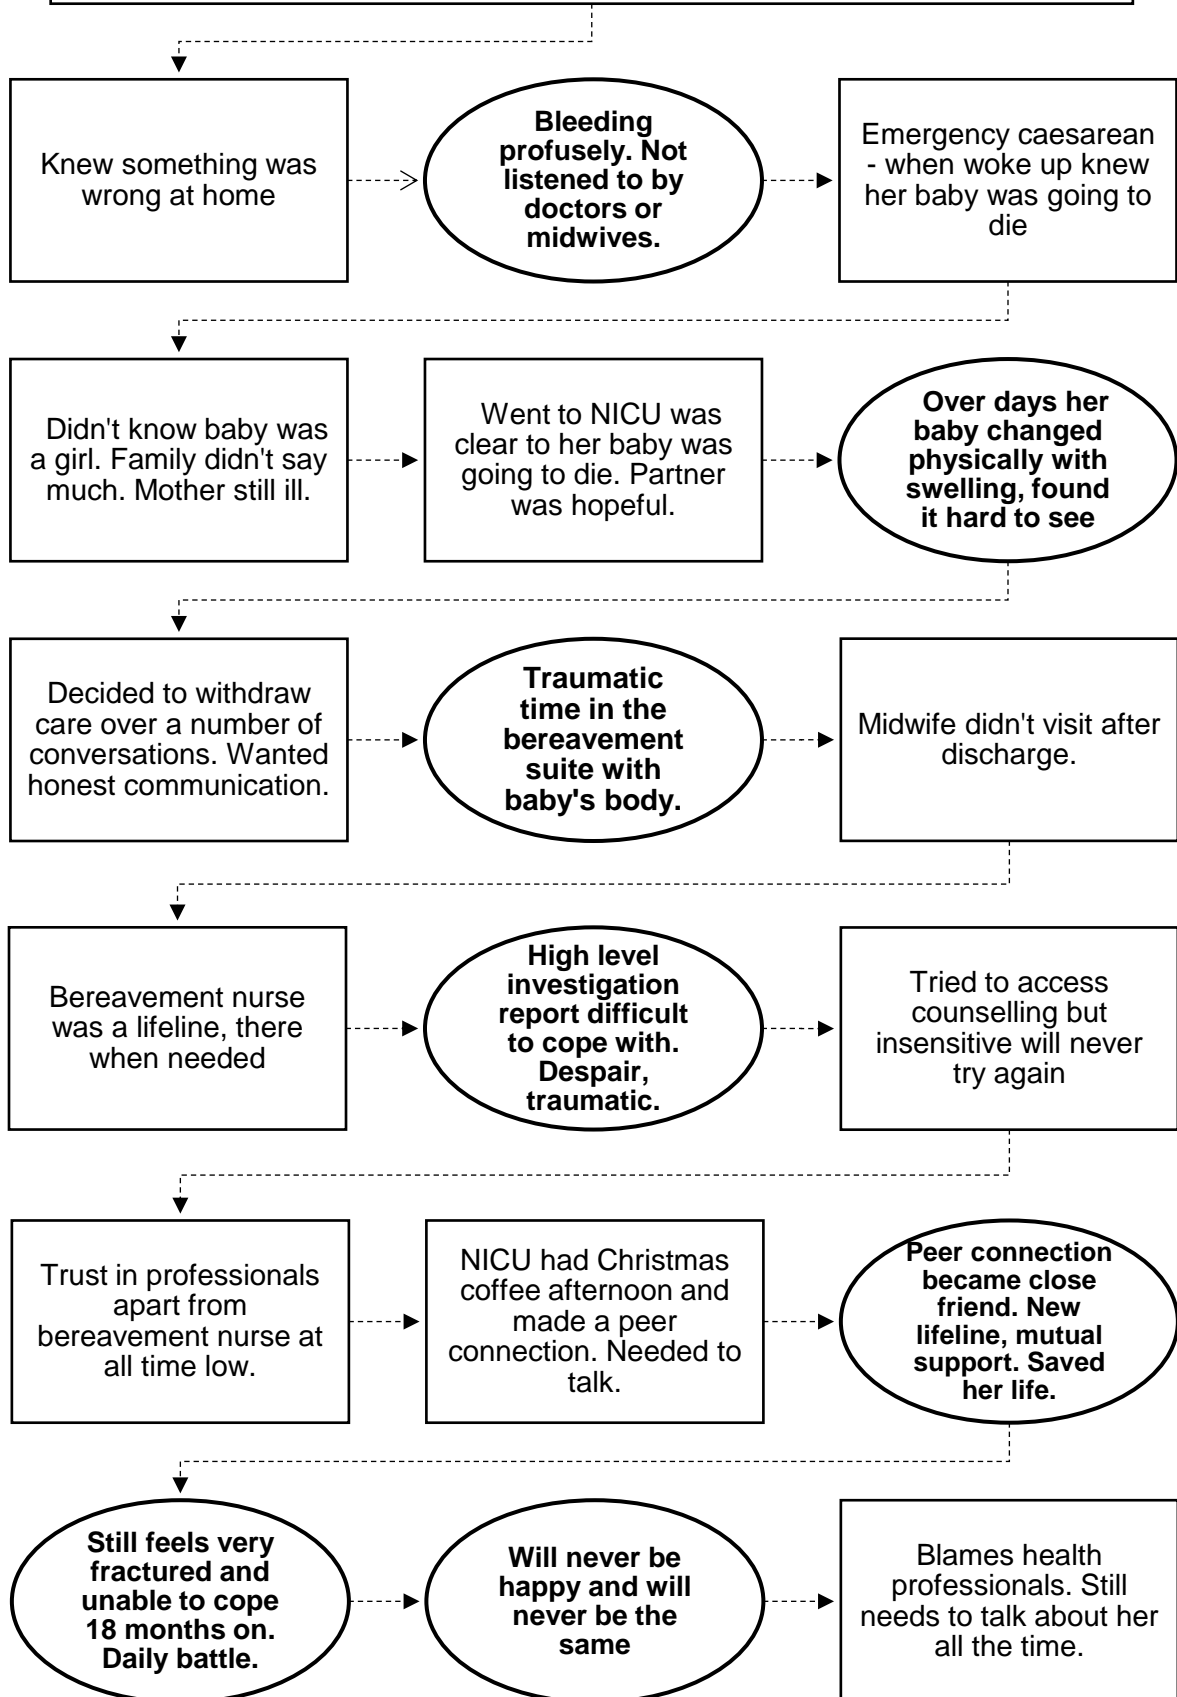 Knew something was
wrong at home
Bleeding
profusely. Not
listened to by
doctors or
midwives.
Emergency caesarean
- when woke up knew
her baby was going to
die
Didn't know baby was
a girl. Family didn't say
much. Mother still ill.
Went to NICU was
clear to her baby was
going to die. Partner
was hopeful.
Over days her
baby changed
physically with
swelling, found
it hard to see
Decided to withdraw
care over a number of
conversations. Wanted
honest communication.
Traumatic
time in the
bereavement
suite with
baby's body.
Midwife didn't visit after
discharge.
Bereavement nurse
was a lifeline, there
when needed
High level
investigation
report difficult
to cope with.
Despair,
traumatic.
Tried to access
counselling but
insensitive will never
try again
Trust in professionals
apart from
bereavement nurse at
all time low.
NICU had Christmas
coffee afternoon and
made a peer
connection. Needed to
talk.
Peer connection
became close
friend. New
lifeline, mutual
support. Saved
her life.
Still feels very
fractured and
unable to cope
18 months on.
Daily battle.
Will never be
happy and will
never be the
same
Blames health
professionals. Still
needs to talk about her
all the time.